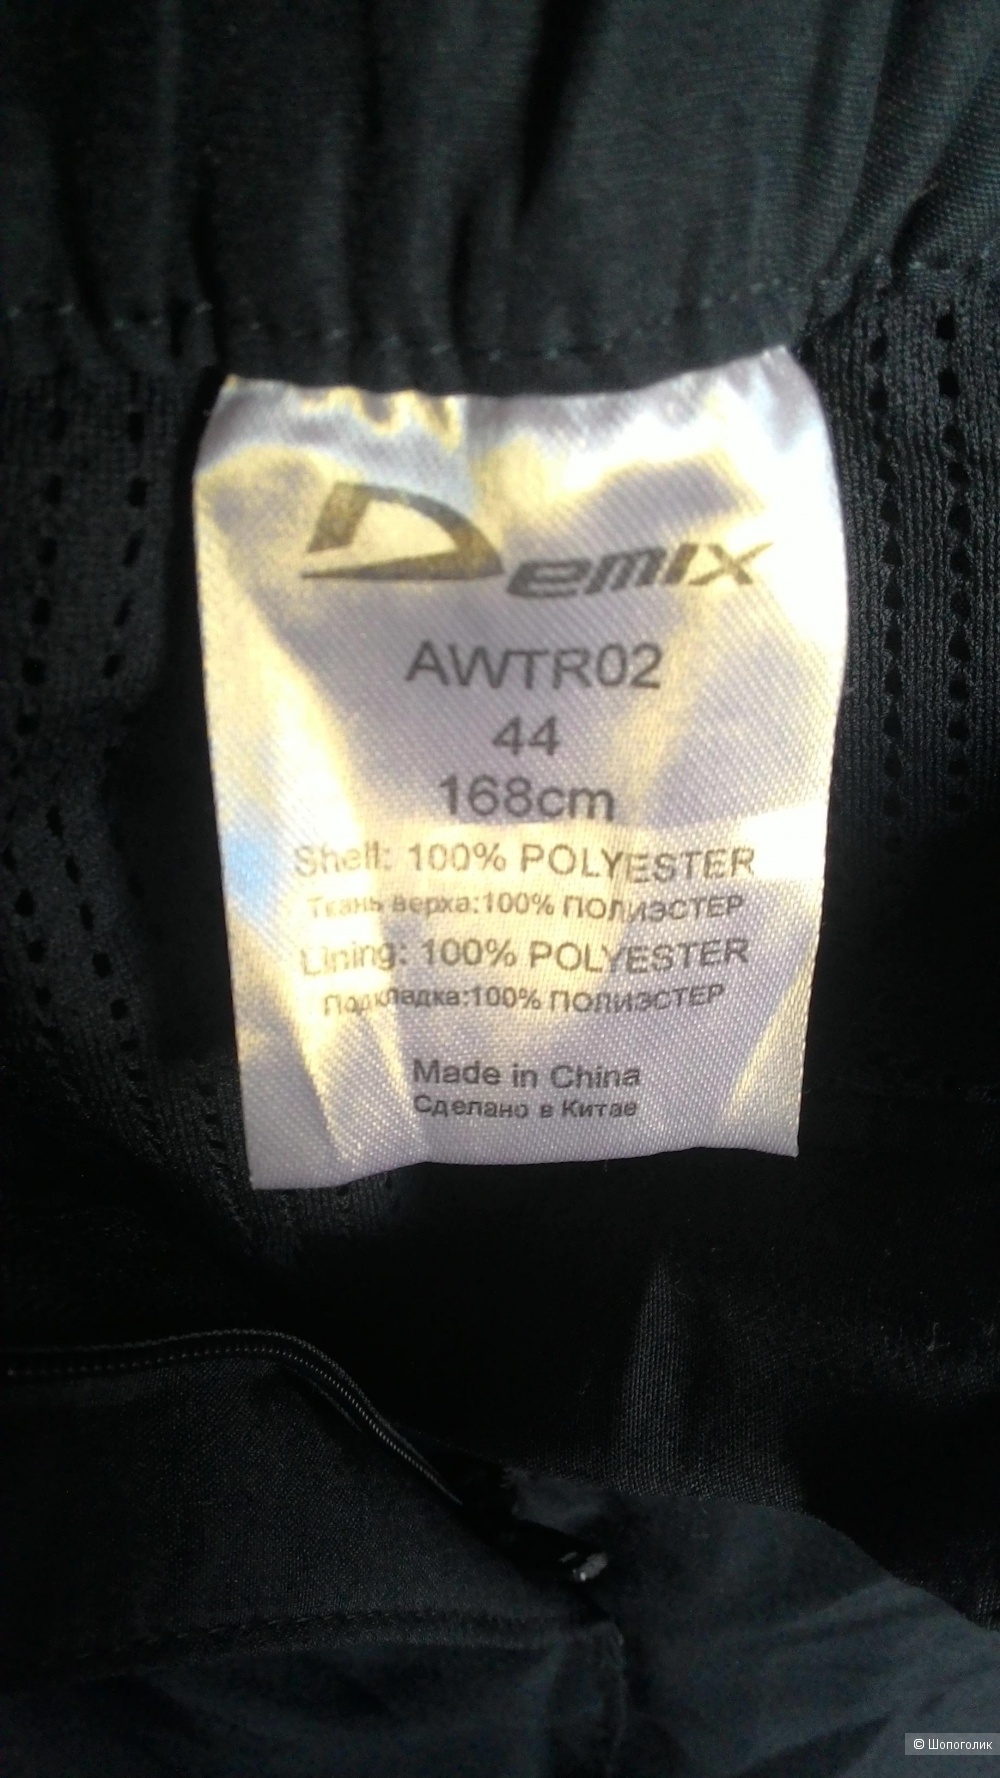 Demix
AWTR02
44
168cm
Shell: 100% POLYESTER
Ткань верха:100% ПОЛИЭСТЕР
Lining: 100% POLYESTER
Подкладка:100% ПОЛИЭСТЕР
Made in China
Сделано в Китае
© Шопоголик